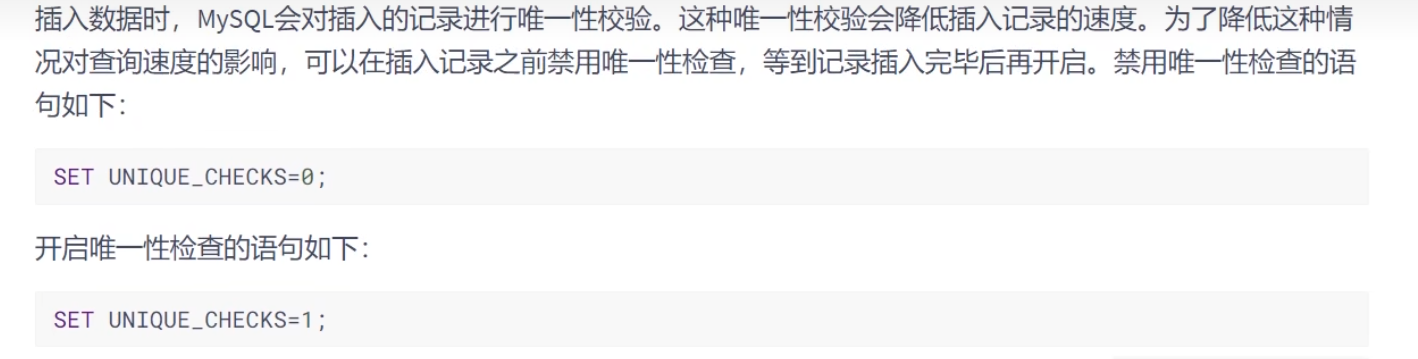 插入数据时，MySQL会对插入的记录进行唯一性校验。这种唯一性校验会降低插入记录的速度。为了降低这种情
况对查询速度的影响，可以在插入记录之前禁用唯一性检查，等到记录插入完毕后再开启。禁用唯一性检查的语
句如下：
SET UNIQUE_CHECKS=0;
开启唯一性检查的语句如下：
SET UNIQUE_CHECKS=1;